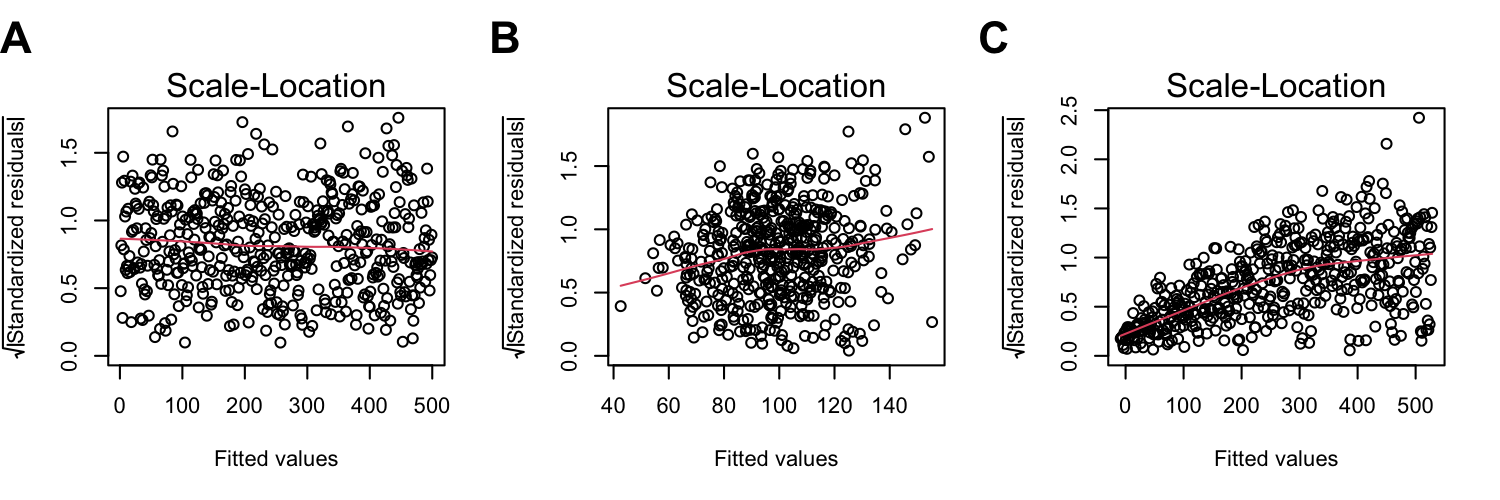 A
Scale-Location
√|Standardized residuals|
0.0 0.5 1.0 1.5
0 100 200 300 400 500
Fitted values
B
Scale-Location
√|Standardized residuals|
0.0 0.5 1.0 1.5
40 60 80 100 120 140
Fitted values
C
Scale-Location
√|Standardized residuals|
0.0 0.5 1.0 1.5 2.0 2.5
0 100 200 300 400 500
Fitted values